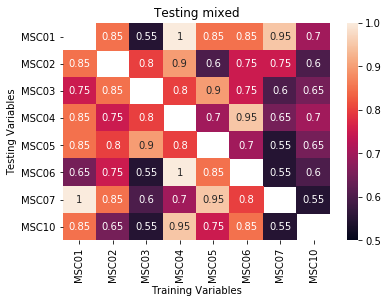 Testing mixed
MSC01 0.85 0.55 1 0.85 0.85 0.95 0.7
MSC02 0.85 0.8 0.9 0.6 0.75 0.75 0.6
MSC03 0.75 0.85 0.8 0.9 0.75 0.6 0.65
MSC04 0.85 0.75 0.8 0.7 0.95 0.65 0.7
MSC05 0.85 0.8 0.9 0.8 0.7 0.55 0.65
MSC06 0.65 0.75 0.55 1 0.85 0.55 0.6
MSC07 1 0.85 0.6 0.7 0.95 0.8 0.55
MSC10 0.85 0.65 0.55 0.95 0.75 0.85 0.55
MSC01 MSC02 MSC03 MSC04 MSC05 MSC06 MSC07 MSC10
Training Variables
Testing Variables
1.0
0.9
0.8
0.7
0.6
0.5